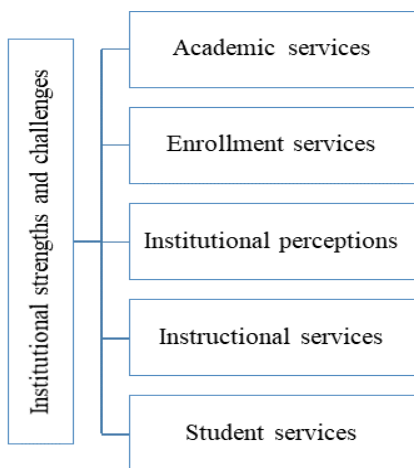 Institutional strengths and challenges
Academic services
Enrollment services
Institutional perceptions
Instructional services
Student services